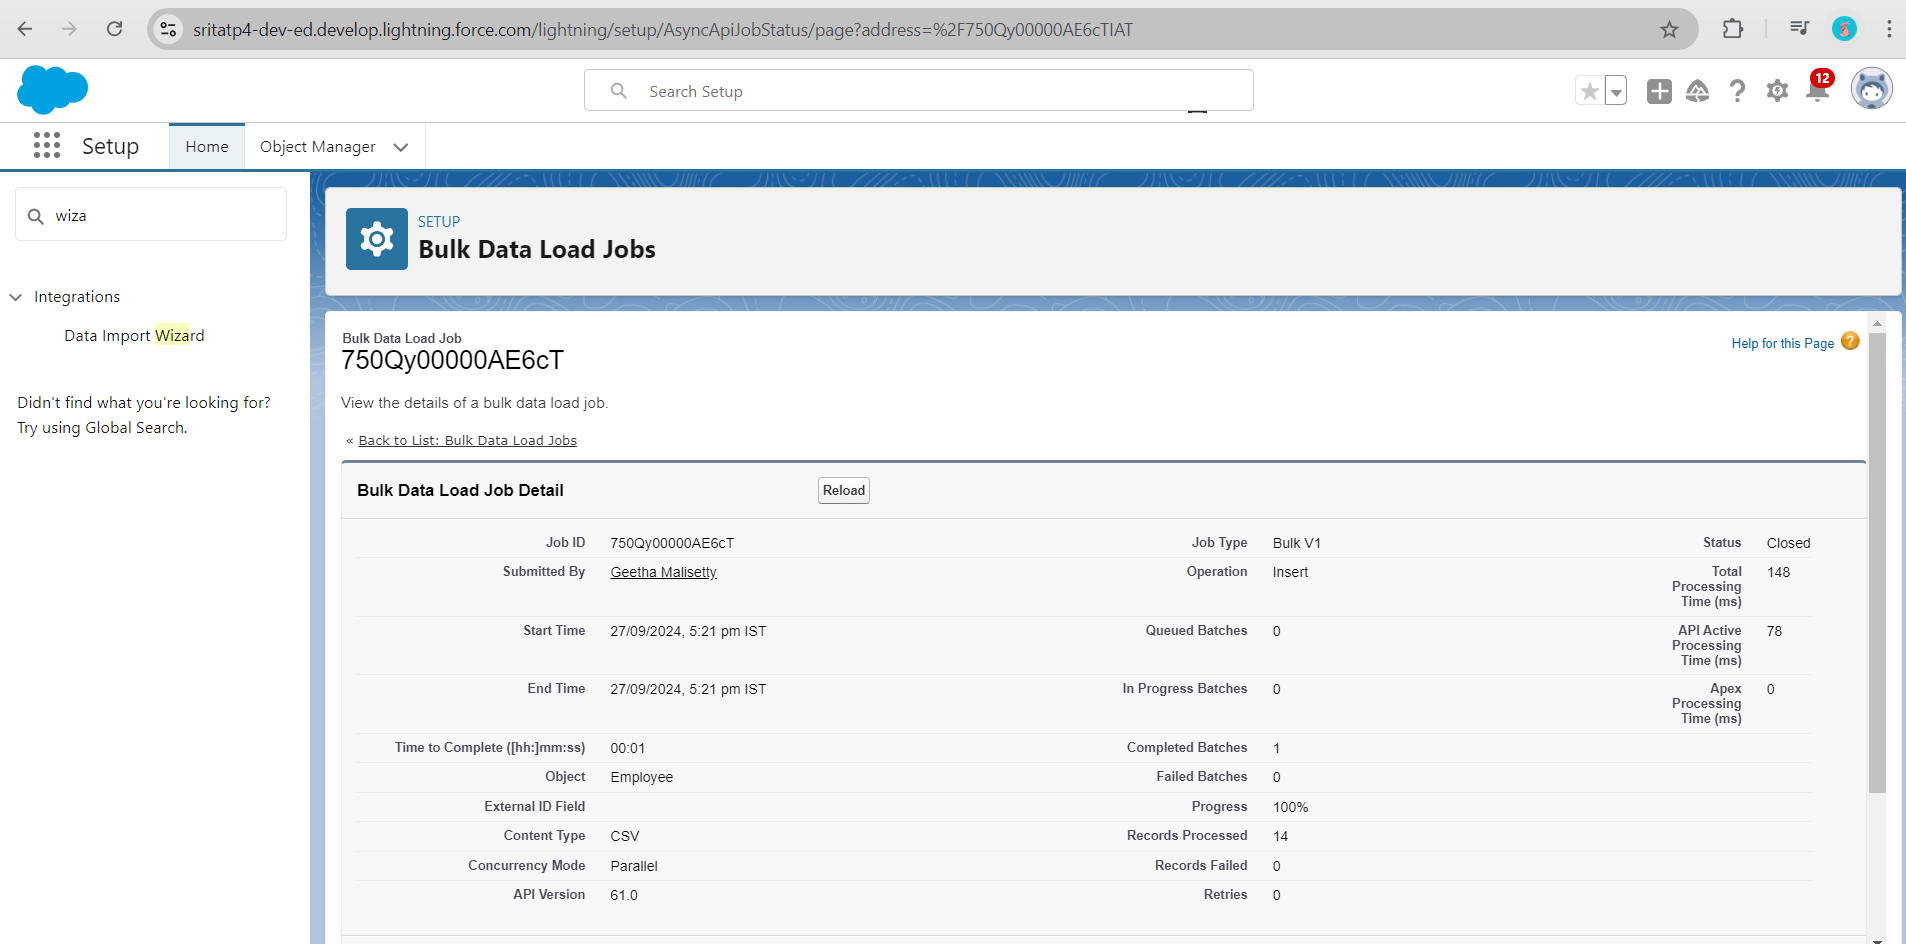 sritatp4-dev-ed.develop.lightning.force.com/lightning/setup/AsyncApiJobStatus/page?address=%2F750Qy00000AE6cTIAT
Search Setup
12
Setup
Home
Object Manager
wiza
Integrations
Data Import Wizard
Didn't find what you're looking for?
Try using Global Search.
SETUP
Bulk Data Load Jobs
Bulk Data Load Job
750Qy00000AE6cT
Help for this Page
View the details of a bulk data load job.
« Back to List: Bulk Data Load Jobs
Bulk Data Load Job Detail
Reload
Job ID 750Qy00000AE6cT Job Type Bulk V1 Status Closed
Submitted By Geetha Malisetty Operation Insert Total Processing Time (ms) 148
Start Time 27/09/2024, 5:21 pm IST Queued Batches 0 API Active Processing Time (ms) 78
End Time 27/09/2024, 5:21 pm IST In Progress Batches 0 Apex Processing Time (ms) 0
Time to Complete ([hh:]mm:ss) 00:01 Completed Batches 1
Object Employee Failed Batches 0
External ID Field Progress 100%
Content Type CSV Records Processed 14
Concurrency Mode Parallel Records Failed 0
API Version 61.0 Retries 0